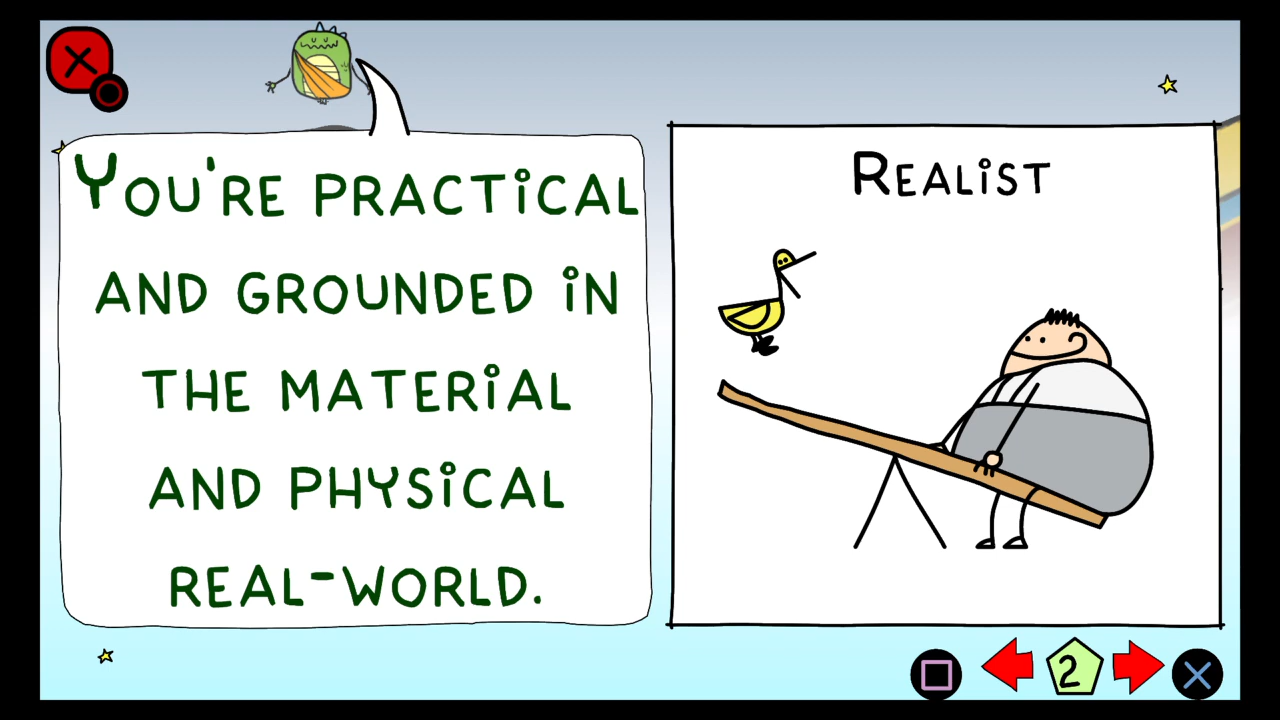 You're practical
and grounded in
the material
and physical
real-world.
Realist
2